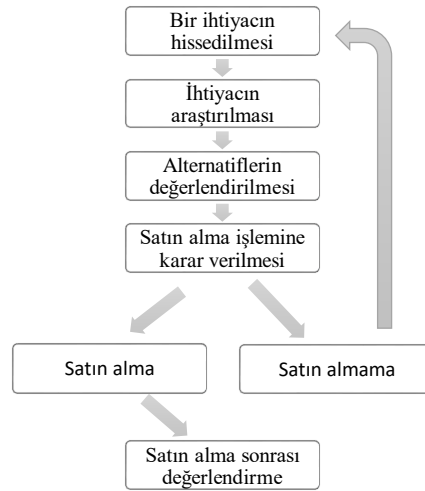 Bir ihtiyacın
hissedilmesi
İhtiyacın
araştırılması
Alternatiflerin
değerlendirilmesi
Satın alma işlemine
karar verilmesi
Satın alma
Satın almama
Satın alma sonrası
değerlendirme